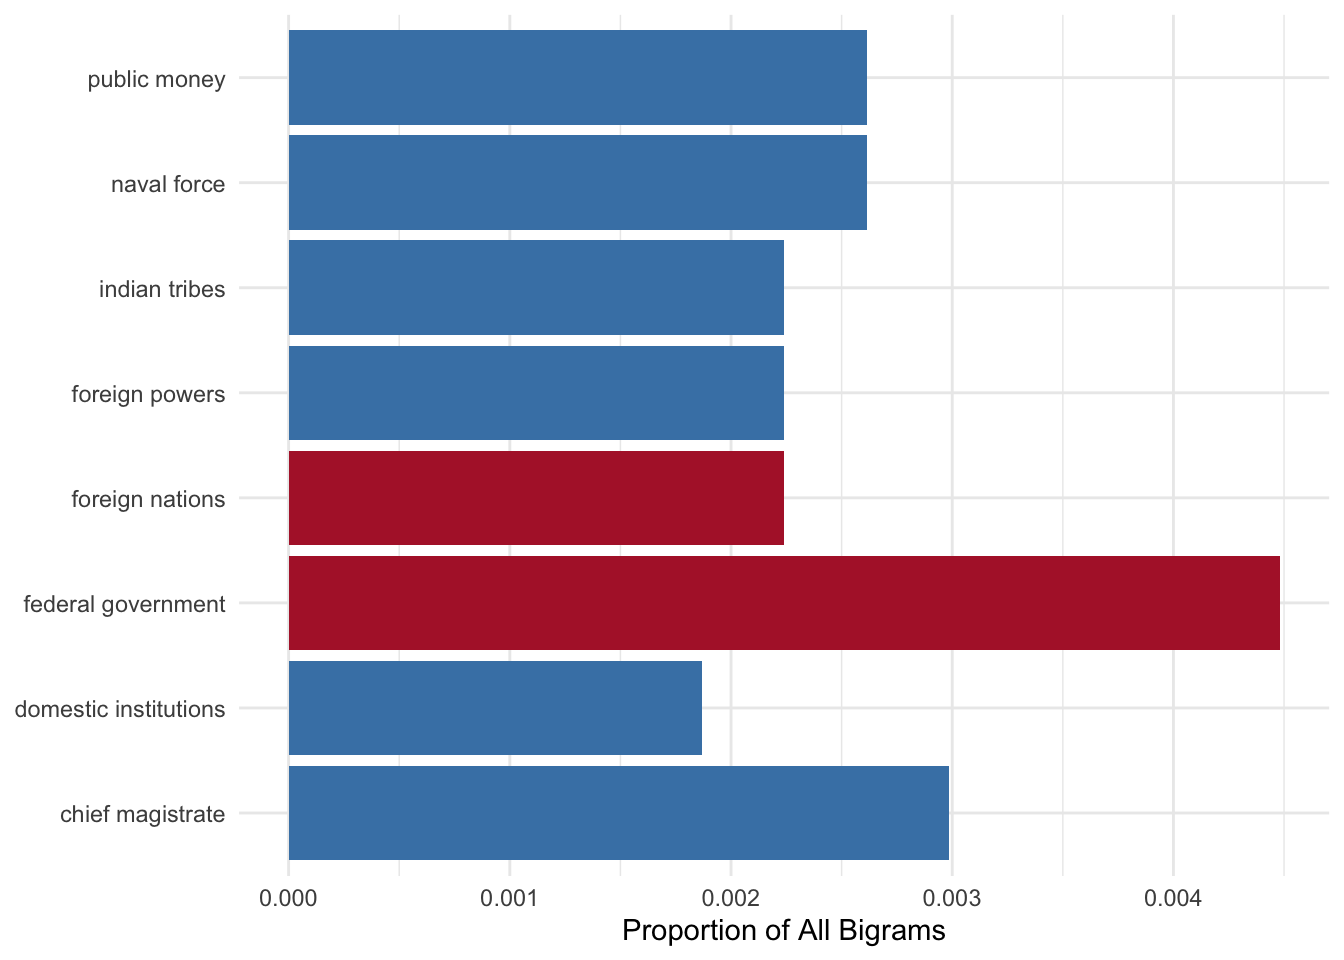 public money
naval force
indian tribes
foreign powers
foreign nations
federal government
domestic institutions
chief magistrate
0.000 0.001 0.002 0.003 0.004
Proportion of All Bigrams